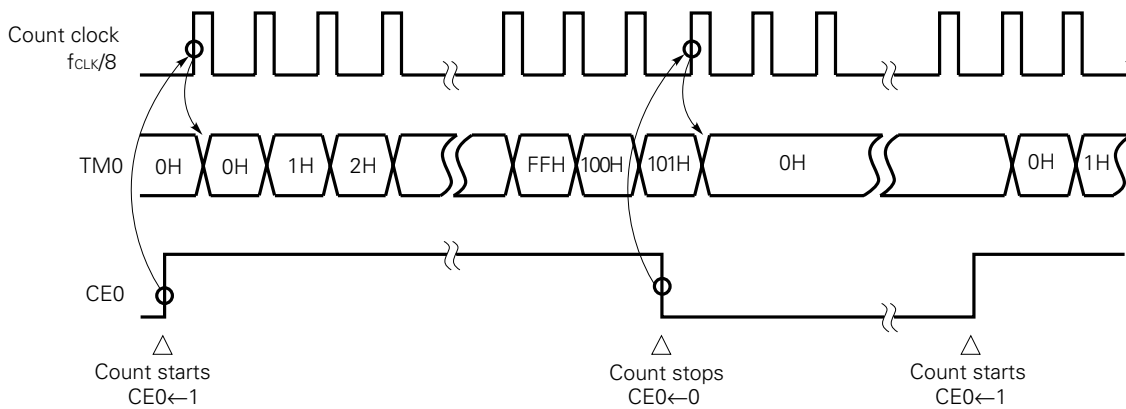 Count clock
fCLK/8
TM0
0H
0H
1H
2H
FFH
100H
101H
0H
0H
1H
CE0
Count starts
CE0←1
Count stops
CE0←0
Count starts
CE0←1